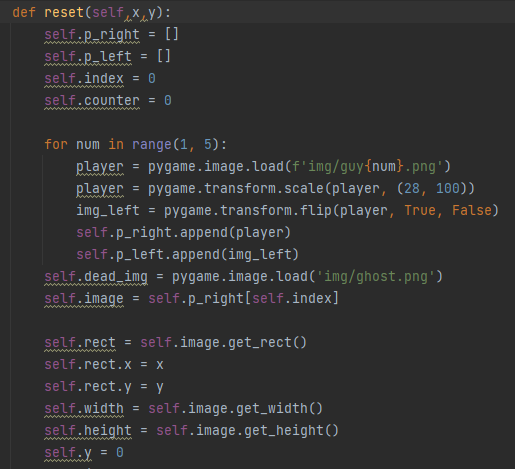 def reset(self,x,y):
self.p_right = []
self.p_left = []
self.index = 0
self.counter = 0
for num in range(1, 5):
player = pygame.image.load(f'img/guy{num}.png')
player = pygame.transform.scale(player, (28, 100))
img_left = pygame.transform.flip(player, True, False)
self.p_right.append(player)
self.p_left.append(img_left)
self.dead_img = pygame.image.load('img/ghost.png')
self.image = self.p_right[self.index]
self.rect = self.image.get_rect()
self.rect.x = x
self.rect.y = y
self.width = self.image.get_width()
self.height = self.image.get_height()
self.y = 0